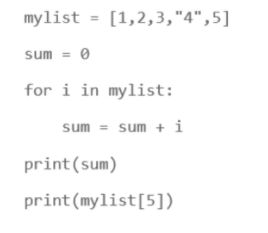 mylist = [1,2,3,"4",5]
sum = 0
for i in mylist:
    sum = sum + i
print(sum)
print(mylist[5])